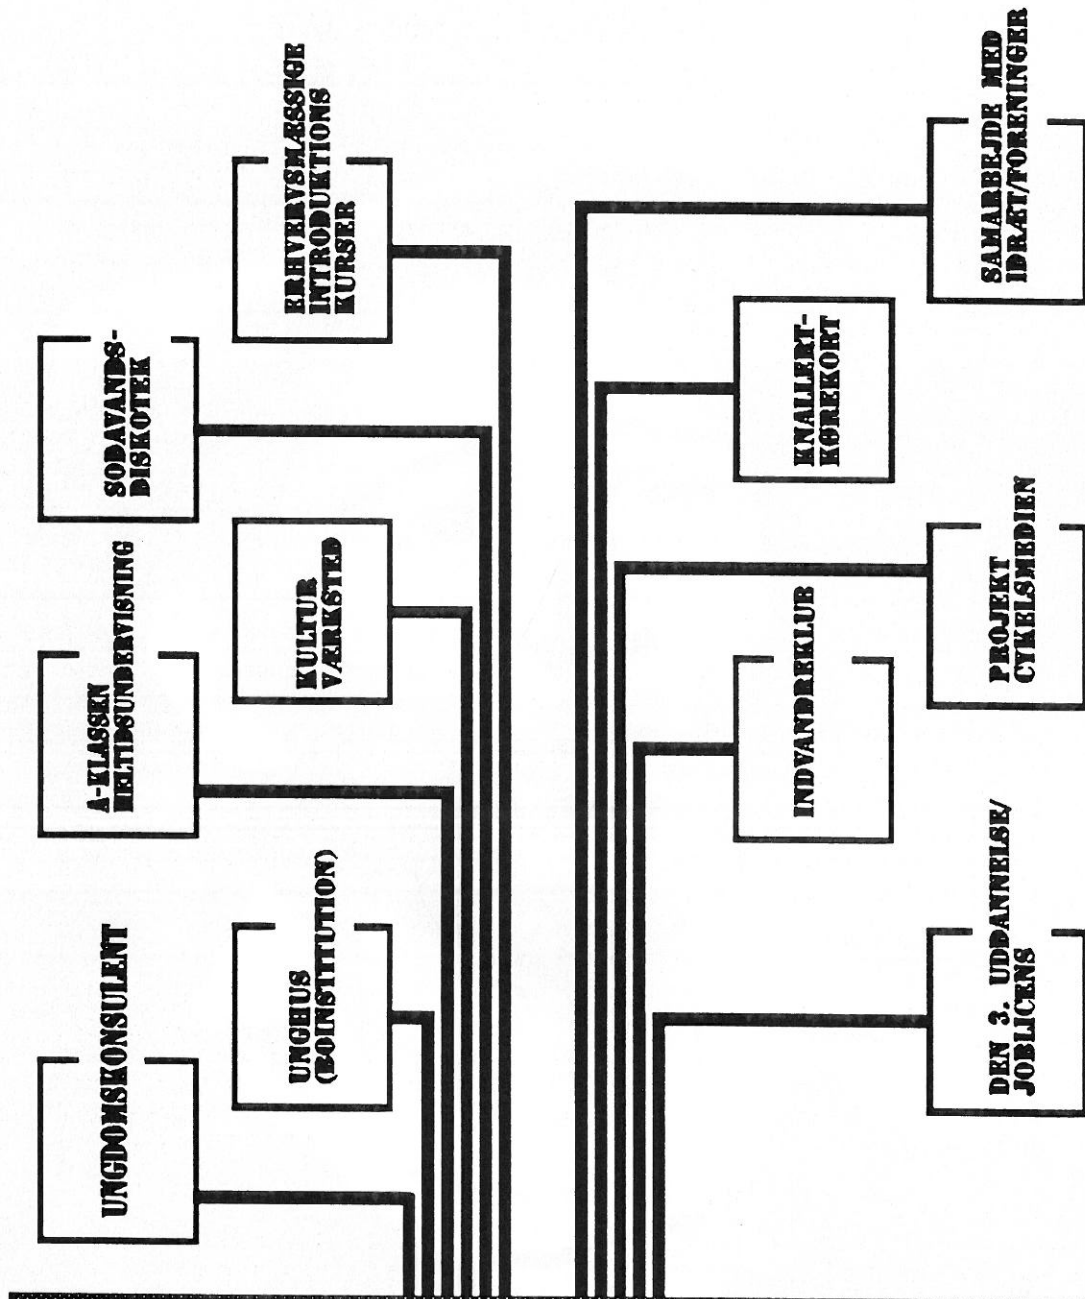 UNGDOMSKONSULENT
A-KLASSEN
HELTIDSUNDERVISNING
SODAVANDS-
DISKOTEK
UNGHUS
(BOINSTITUTION)
KULTUR
VÆRKSTED
ERHVERVSMÆSSIGE
INTRODUKTIONS
KURSER
INDVANDREKLUB
KNALLERT-
KØREKORT
DEN 3. UDDANNELSE/
JOBLICENS
PROJEKT
CYKELSMEDIEN
SAMARBEJDE MED
IDRÆT/FORENINGER